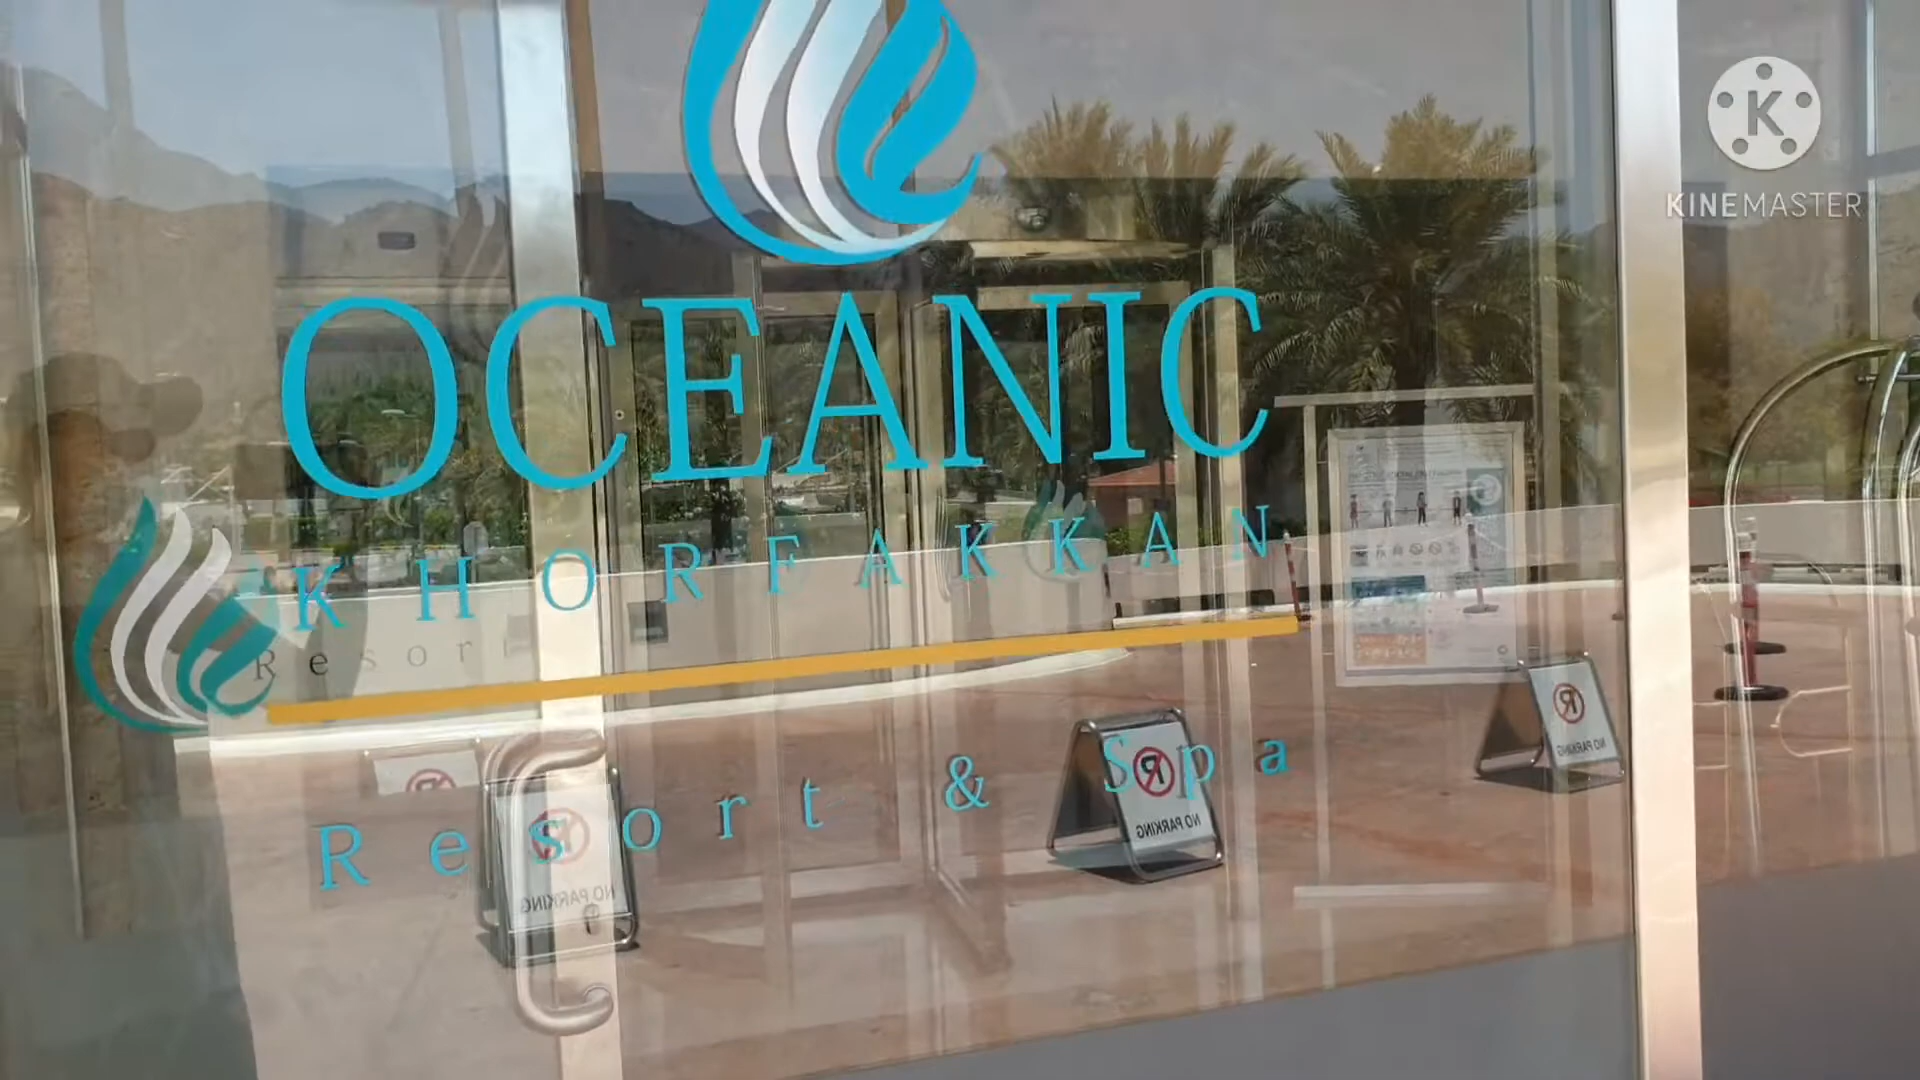 K
KINEMASTER
OCEANIC
KHORFAKKAN
Resort
Resort & Spa
NO PARKING
NO PARKING
NO PARKING